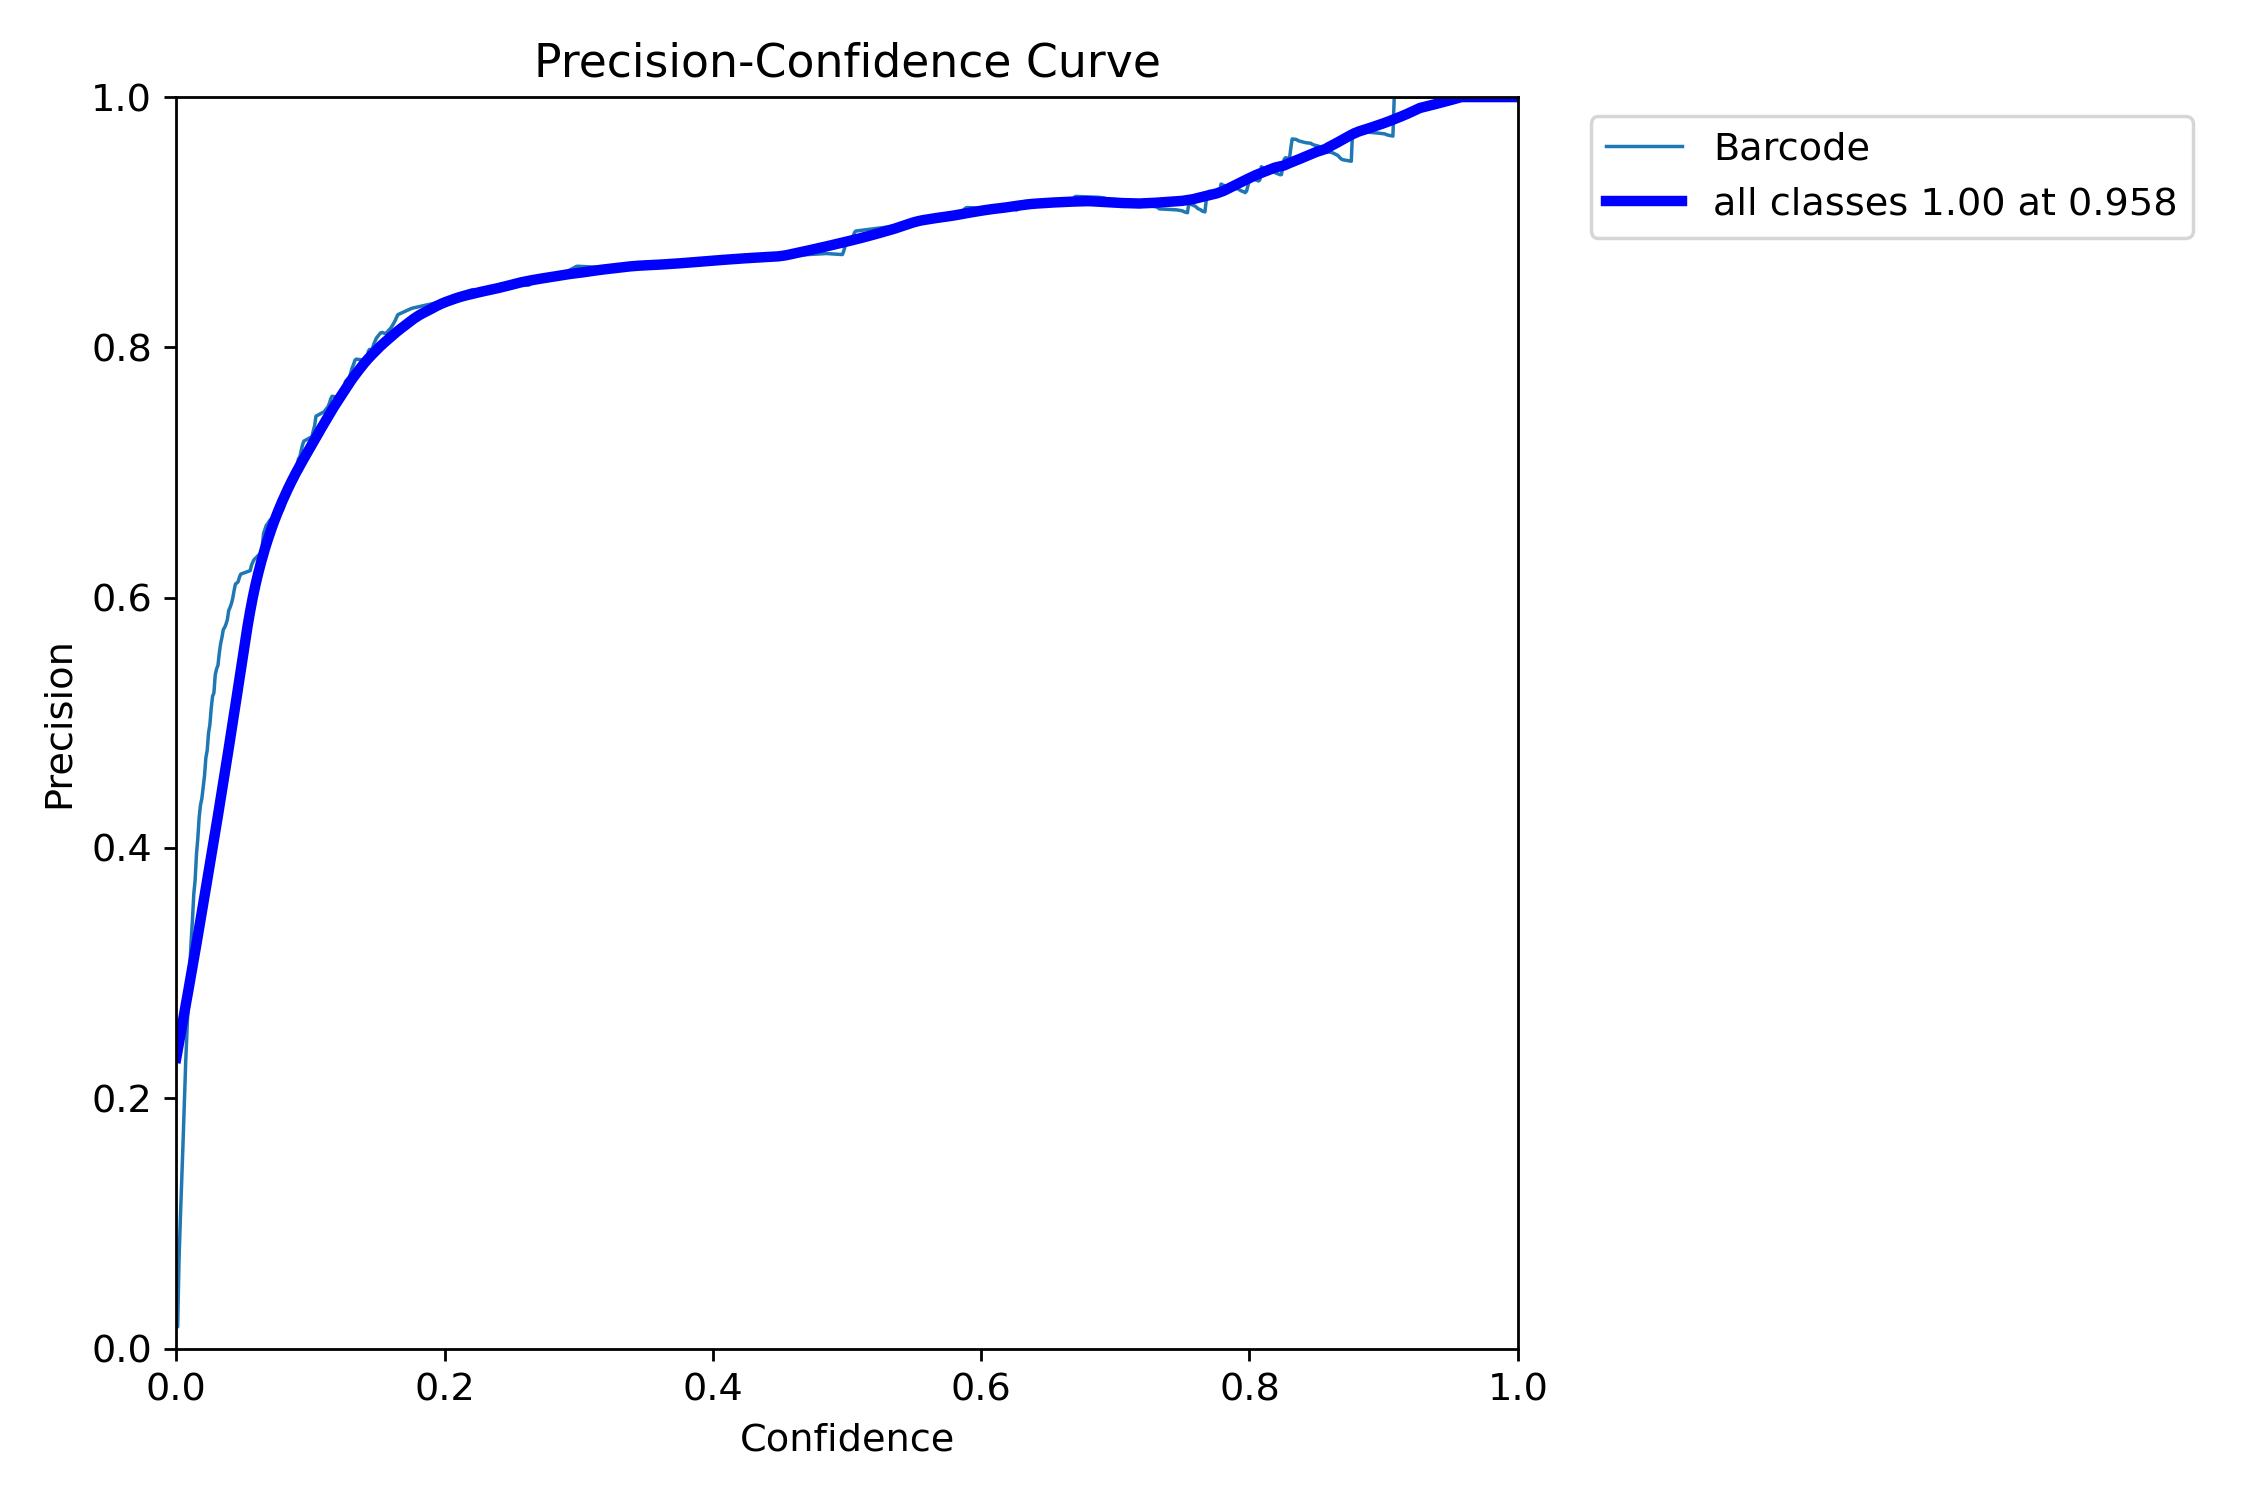 Precision-Confidence Curve
1.0
0.8
0.6
0.4
0.2
0.0
Precision
0.0 0.2 0.4 0.6 0.8 1.0
Confidence
Barcode
all classes 1.00 at 0.958